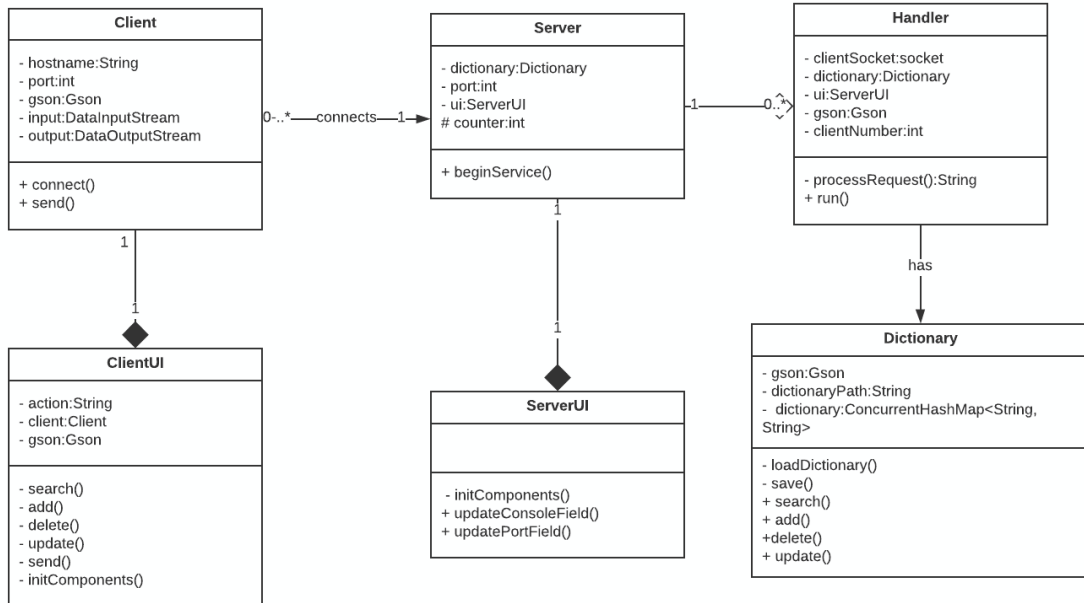 Client
- hostname:String
- port:int
- gson:Gson
- input:DataInputStream
- output:DataOutputStream
+ connect()
+ send()
0-..*
connects
1
Server
- dictionary:Dictionary
- port:int
- ui:ServerUI
# counter:int
+ beginService()
1
0..*
Handler
- clientSocket:socket
- dictionary:Dictionary
- ui:ServerUI
- gson:Gson
- clientNumber:int
- processRequest():String
+ run()
1
1
ClientUI
- action:String
- client:Client
- gson:Gson
- search()
- add()
- delete()
- update()
- send()
- initComponents()
1
1
ServerUI
- initComponents()
+ updateConsoleField()
+ updatePortField()
has
Dictionary
- gson:Gson
- dictionaryPath:String
- dictionary:ConcurrentHashMap<String,
String>
- loadDictionary()
- save()
+ search()
+ add()
+delete()
+ update()